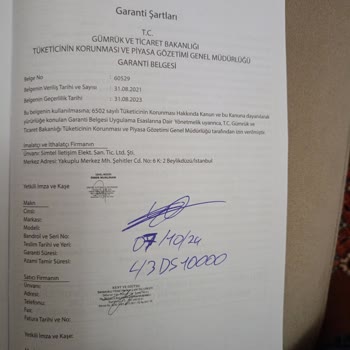 Garanti Şartları
T.C.
GÜMRÜK VE TİCARET BAKANLIĞI
TÜKETİCİNİN KORUNMASI VE PİYASA GÖZETİMİ GENEL MÜDÜRLÜĞÜ
GARANTİ BELGESİ
Belge No : 60529
Belgenin Veriliş Tarihi ve Sayısı : 31.08.2021
Belgenin Geçerlilik Tarihi : 31.08.2023
Bu belgenin kullanılmasına; 6502 sayılı Tüketicinin Korunması Hakkında Kanun ve bu Kanuna dayanılarak
yürürlüğe konulan Garanti Belgesi Uygulama Esaslarına Dair Yönetmelik uyarınca, T.C. Gümrük ve
Ticaret Bakanlığı Tüketicinin Korunması ve Piyasa Gözetimi Genel Müdürlüğü tarafından izin verilmiştir.
İmalatçı ve İthalatçı Firmanın
Ünvanı: Simtel İletişim Elekt. San. Tic. Ltd. Şti.
Merkez Adresi: Yakuplu Merkez Mh. Şehitler Cd. No: 6 K: 2 Beylikdüzü/İstanbul
Yetkili İmza ve Kaşe
Malın
Cinsi:
Markası:
Modeli:
Bandrol ve Seri No:
Teslim Tarihi ve Yeri: 07/10/24
Garanti Süresi:
Azami Tamir Süresi: 4/3DS10000
Satıcı Firmanın
Ünvanı:
Adresi:
Telefonu:
Fax:
Fatura Tarihi ve No:
Yetkili İmza ve Kaşe: